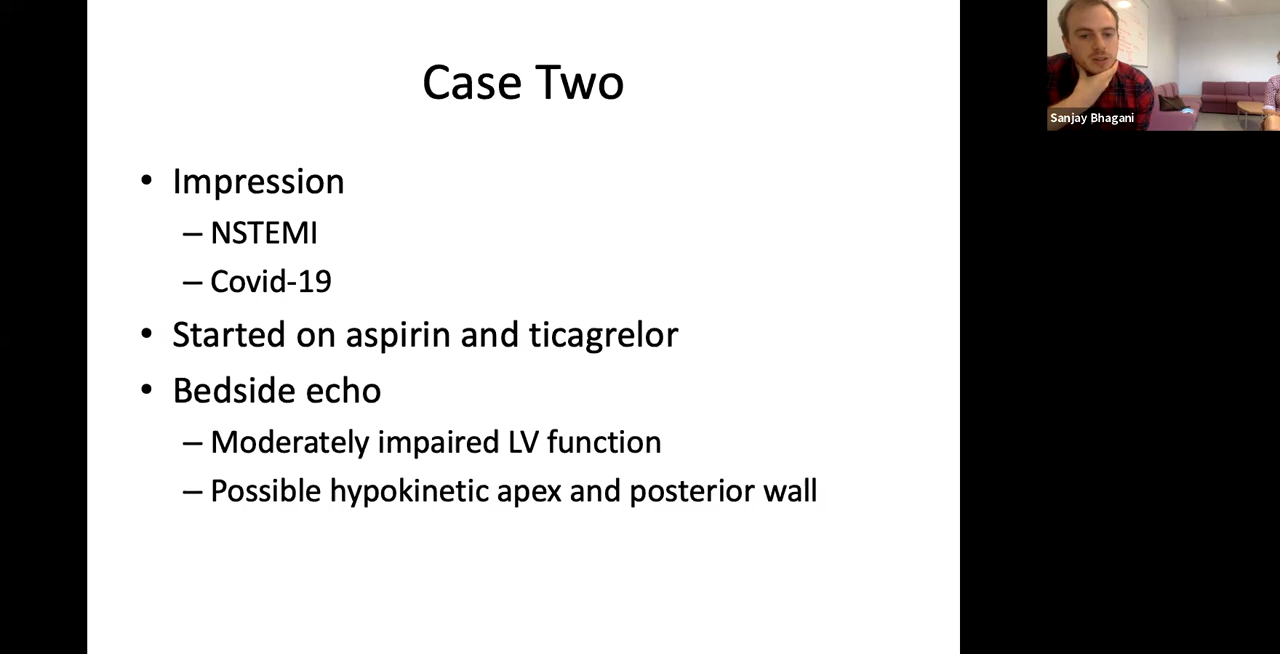 Case Two
• Impression
– NSTEMI
– Covid-19
• Started on aspirin and ticagrelor
• Bedside echo
– Moderately impaired LV function
– Possible hypokinetic apex and posterior wall
Sanjay Bhagani